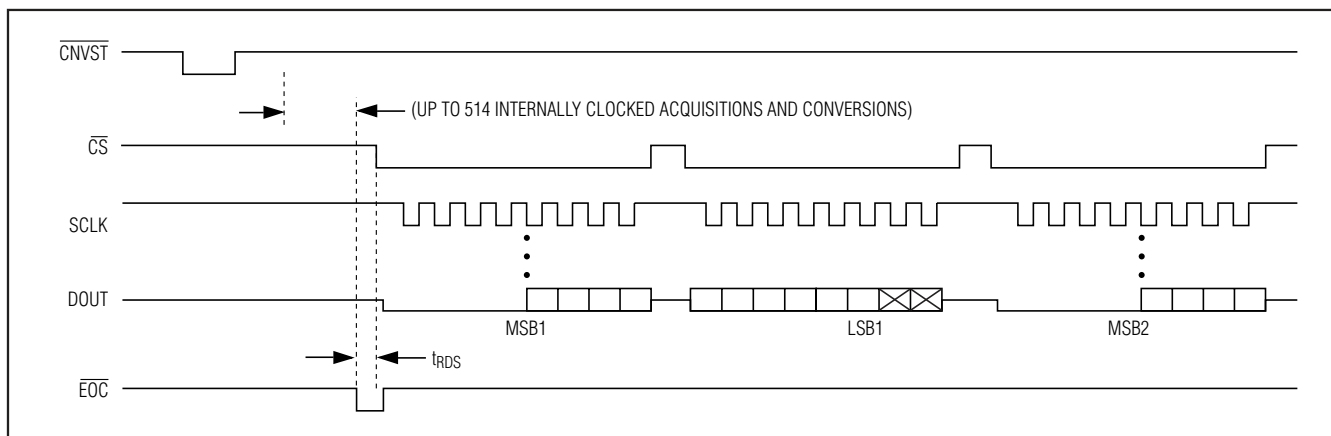 CNVST
(UP TO 514 INTERNALLY CLOCKED ACQUISITIONS AND CONVERSIONS)
CS
SCLK
DOUT
MSB1
LSB1
MSB2
tRDS
EOC